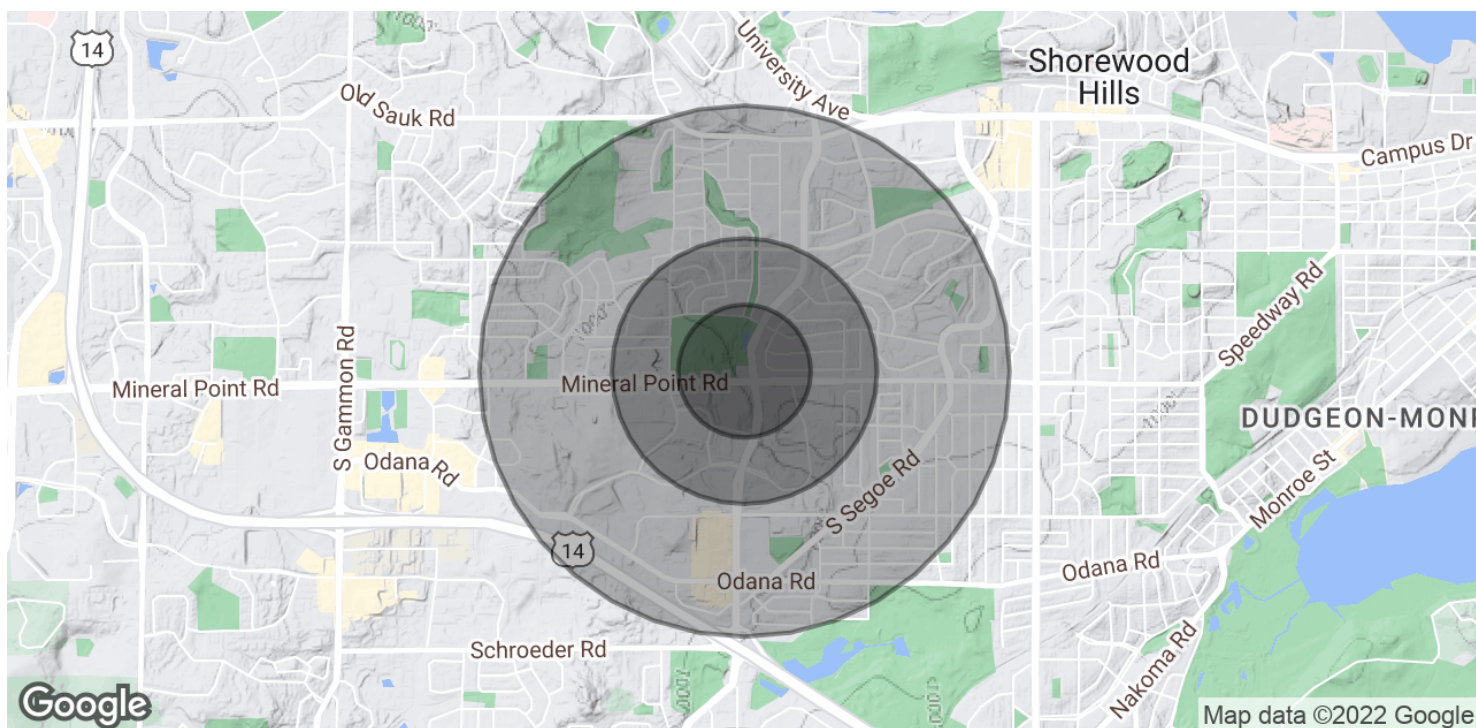 14
University Ave
Shorewood
Hills
Old Sauk Rd
Campus Dr
Speedway Rd
S Gammon Rd
Mineral Point Rd
Mineral Point Rd
DUDGEON-MON
Odana Rd
S Segoe Rd
Monroe St
14
Odana Rd
Odana Rd
Schroeder Rd
Nakoma Rd
Google
Map data ©2022 Google